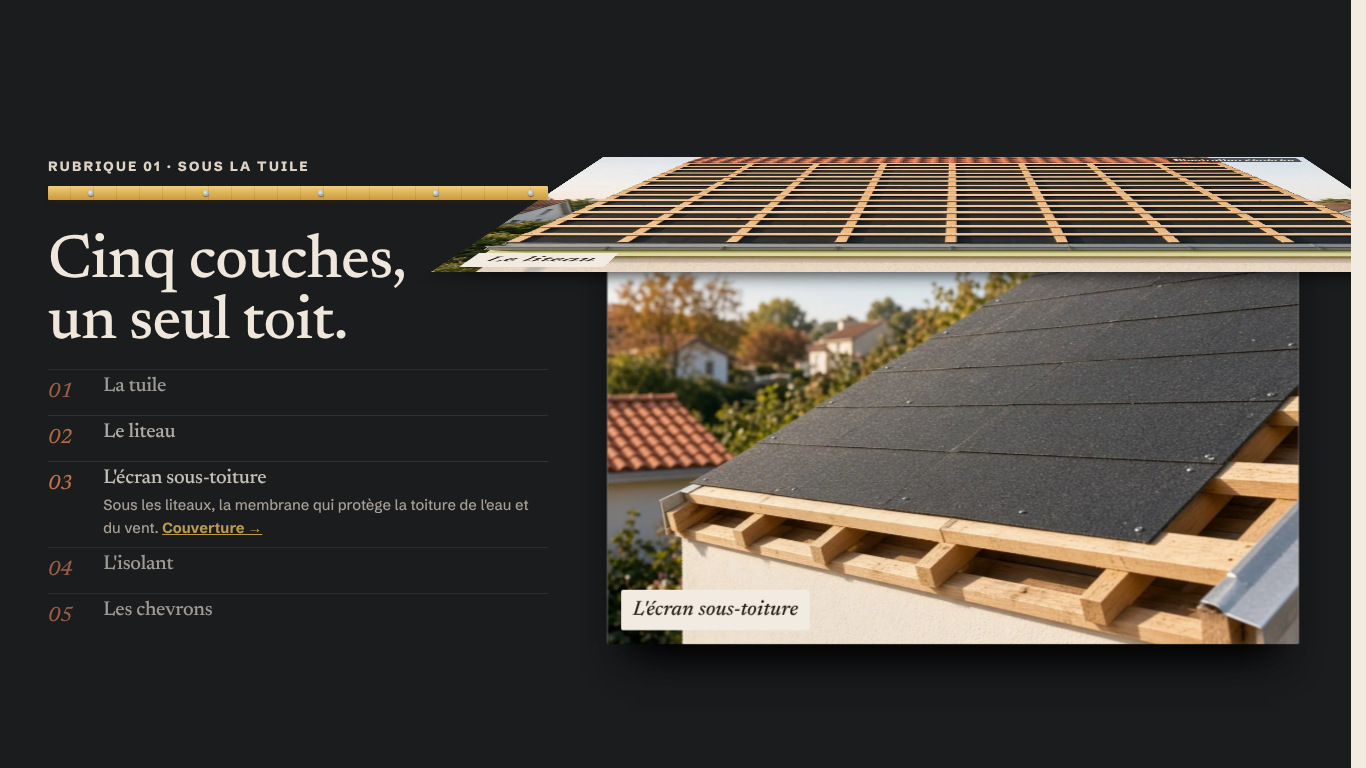 RUBRIQUE 01 · SOUS LA TUILE
Cinq couches,
un seul toit.
01 La tuile
02 Le liteau
03 L'écran sous-toiture
Sous les liteaux, la membrane qui protège la toiture de l'eau et
du vent. Couverture →
04 L'isolant
05 Les chevrons
Le liteau
L'écran sous-toiture